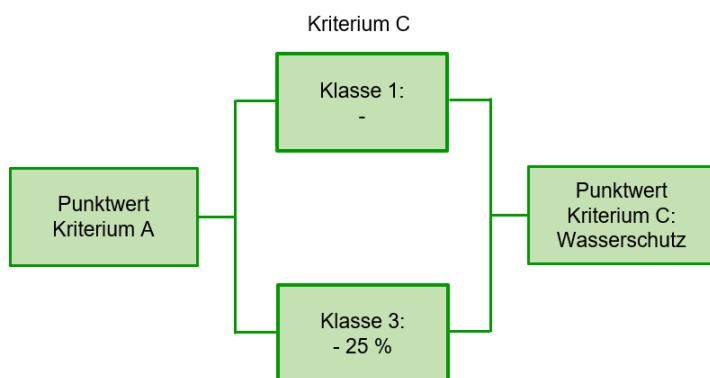 Kriterium C
Klasse 1:
-
Punktwert
Kriterium A
Punktwert
Kriterium C:
Wasserschutz
Klasse 3:
- 25 %